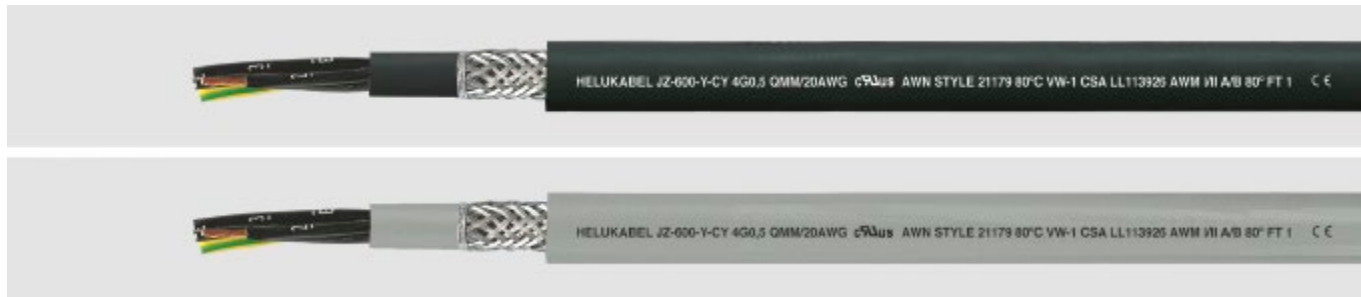 HELUKABEL JZ-600-Y-CY 4G0,5 QMM/20AWG cRUus AWN STYLE 21179 80°C VW-1 CSA LL113926 AWM I/II A/B 80° FT 1 CE
HELUKABEL JZ-600-Y-CY 4G0,5 QMM/20AWG cRUus AWN STYLE 21179 80°C VW-1 CSA LL113926 AWM I/II A/B 80° FT 1 CE